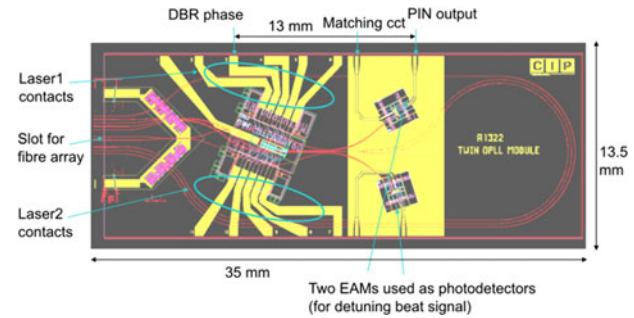 DBR phase
13 mm
Matching cct
PIN output
Laser1
contacts
CIP
Slot for
fibre array
A1322
TWIN OPLL MODULE
13.5
mm
Laser2
contacts
35 mm
Two EAMs used as photodetectors
(for detuning beat signal)